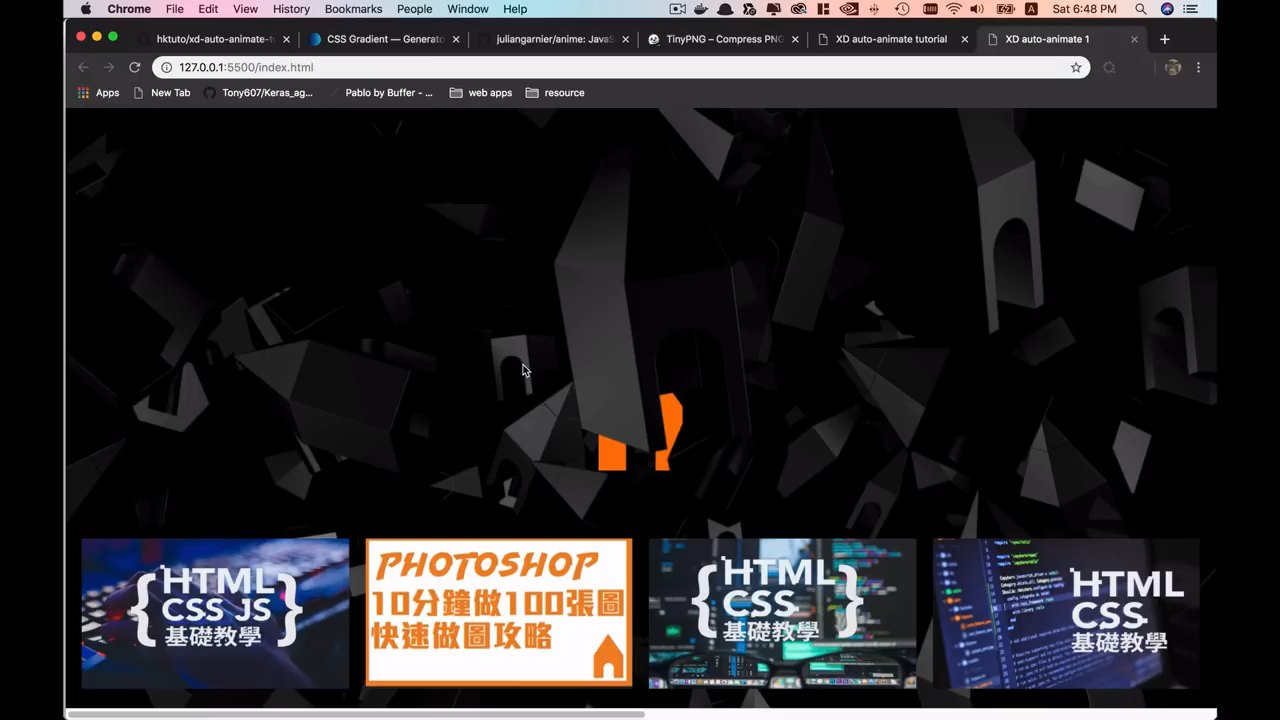 Chrome File Edit View History Bookmarks People Window Help Sat 6:48 PM
hktuto/xd-auto-animate-t CSS Gradient — Generato juliangarnier/anime: JavaS TinyPNG – Compress PNG XD auto-animate tutorial XD auto-animate 1
127.0.0.1:5500/index.html
Apps New Tab Tony607/Keras_ag... Pablo by Buffer - ... web apps resource
{HTML
CSS JS}
基礎教學
PHOTOSHOP
10分鐘做100張圖
快速做圖攻略
{HTML
CSS}
基礎教學
HTML
CSS
基礎教學